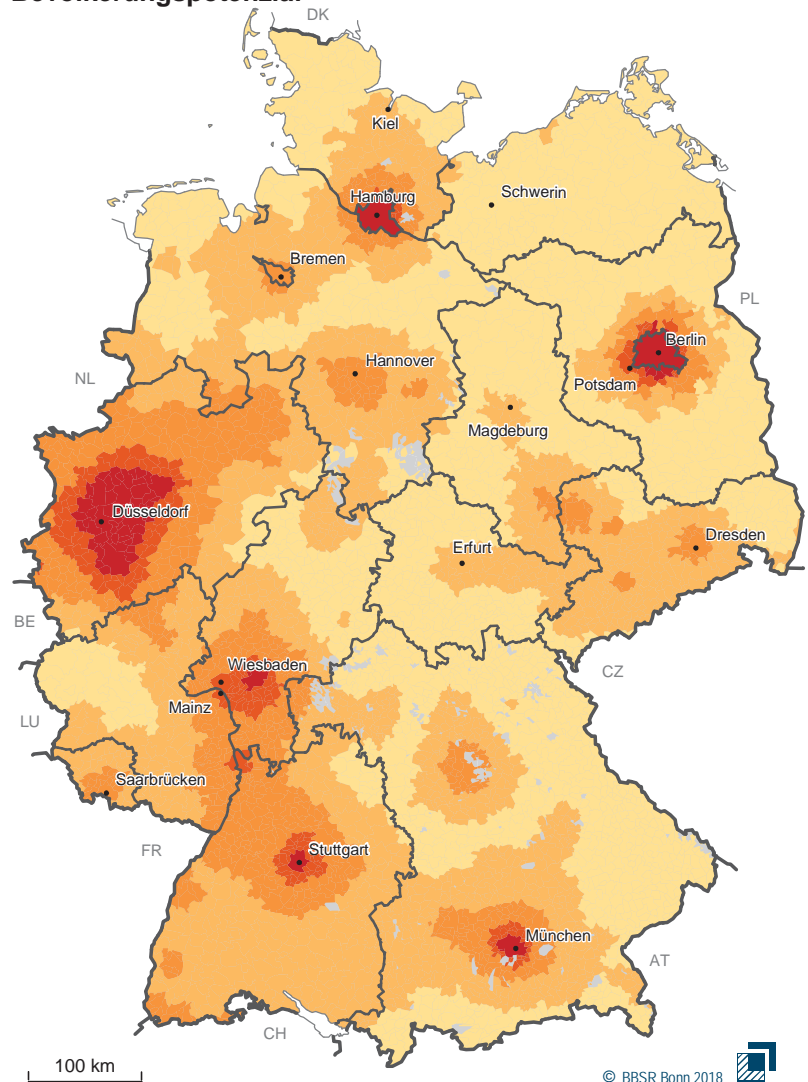 Bevölkerungspotenzial
DK
Kiel
Schwerin
Hamburg
Bremen
PL
Berlin
Hannover
Potsdam
NL
Magdeburg
Düsseldorf
Dresden
Erfurt
BE
Wiesbaden
CZ
Mainz
LU
Saarbrücken
FR
Stuttgart
München
AT
CH
100 km
© BBSR Bonn 2018